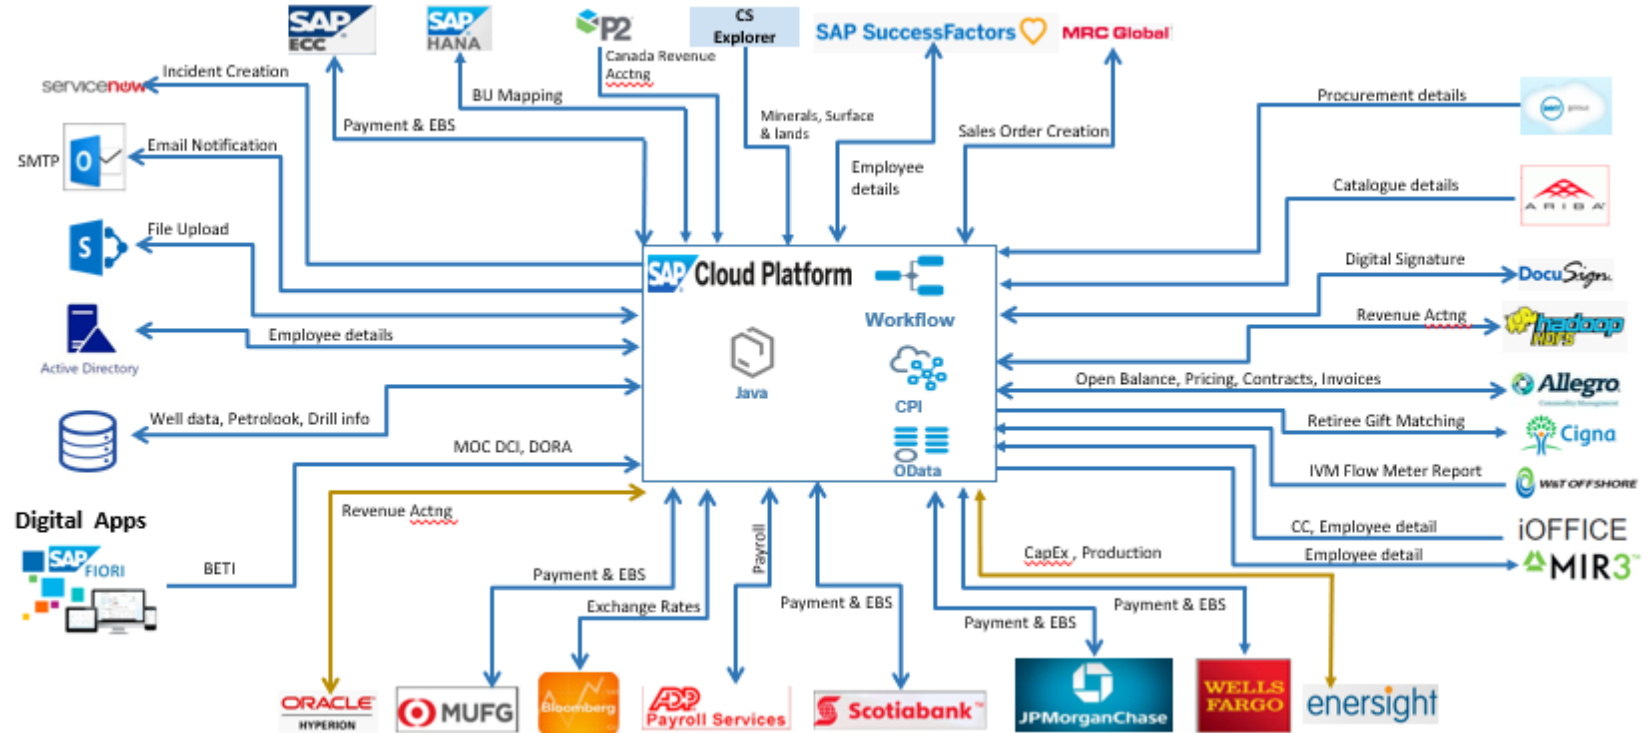 SAP
ECC
SAP
HANA
P2
CS
Explorer
SAP SuccessFactors
MRC Global
servicenow
Incident Creation
Canada Revenue
Acctng
BU Mapping
Procurement details
Payment & EBS
Minerals, Surface
& lands
Sales Order Creation
SMTP
Email Notification
Employee
details
Catalogue details
ARIBA
File Upload
S
Digital Signature
DocuSign
SAP Cloud Platform
Workflow
Revenue Actng
hadoop
HDFS
Employee details
Active Directory
Java
CPI
Open Balance, Pricing, Contracts, Invoices
Allegro
Commodity Management
Well data, Petrolook, Drill info
Retiree Gift Matching
Cigna
MOC DCI, DORA
OData
IVM Flow Meter Report
W&T OFFSHORE
Revenue Actng
Digital Apps
CC, Employee detail
iOFFICE
SAP
FIORI
BETI
Payroll
CapEx , Production
Employee detail
MIR3
Payment & EBS
Exchange Rates
Payment & EBS
Payment & EBS
Payment & EBS
ORACLE
HYPERION
MUFG
Bloomberg
ADP
Payroll Services
Scotiabank
JPMorganChase
WELLS
FARGO
enersight